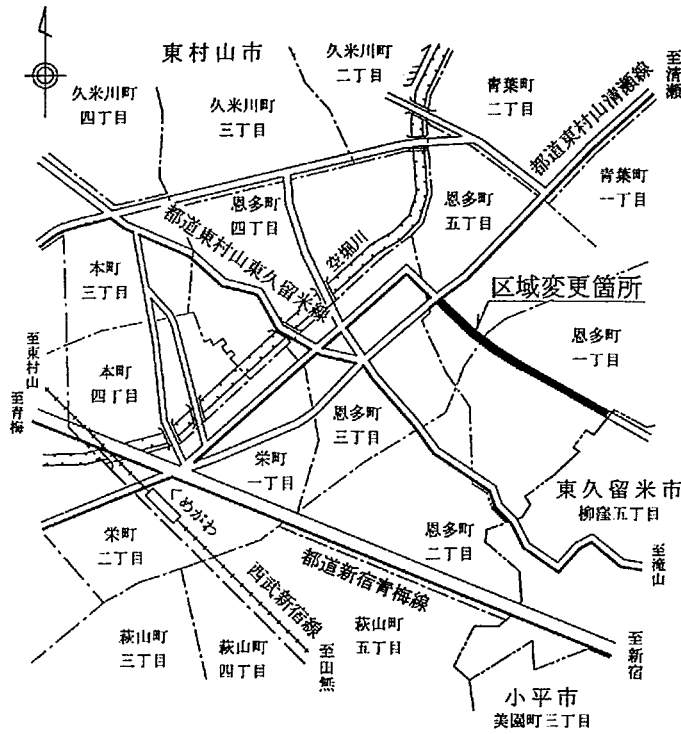 東村山市
久米川町
二丁目
至清瀬
久米川町
四丁目
久米川町
三丁目
青葉町
二丁目
都道東村山清瀬線
青葉町
一丁目
恩多町
四丁目
恩多町
五丁目
都道東村山東久留米線
空堀川
本町
三丁目
区域変更箇所
恩多町
一丁目
至東村山
本町
四丁目
至青梅
恩多町
三丁目
栄町
一丁目
東久留米市
柳窪五丁目
くめがわ
栄町
二丁目
恩多町
二丁目
至滝山
都道新宿青梅線
西武新宿線
萩山町
五丁目
萩山町
三丁目
萩山町
四丁目
至田無
至新宿
小平市
美園町三丁目